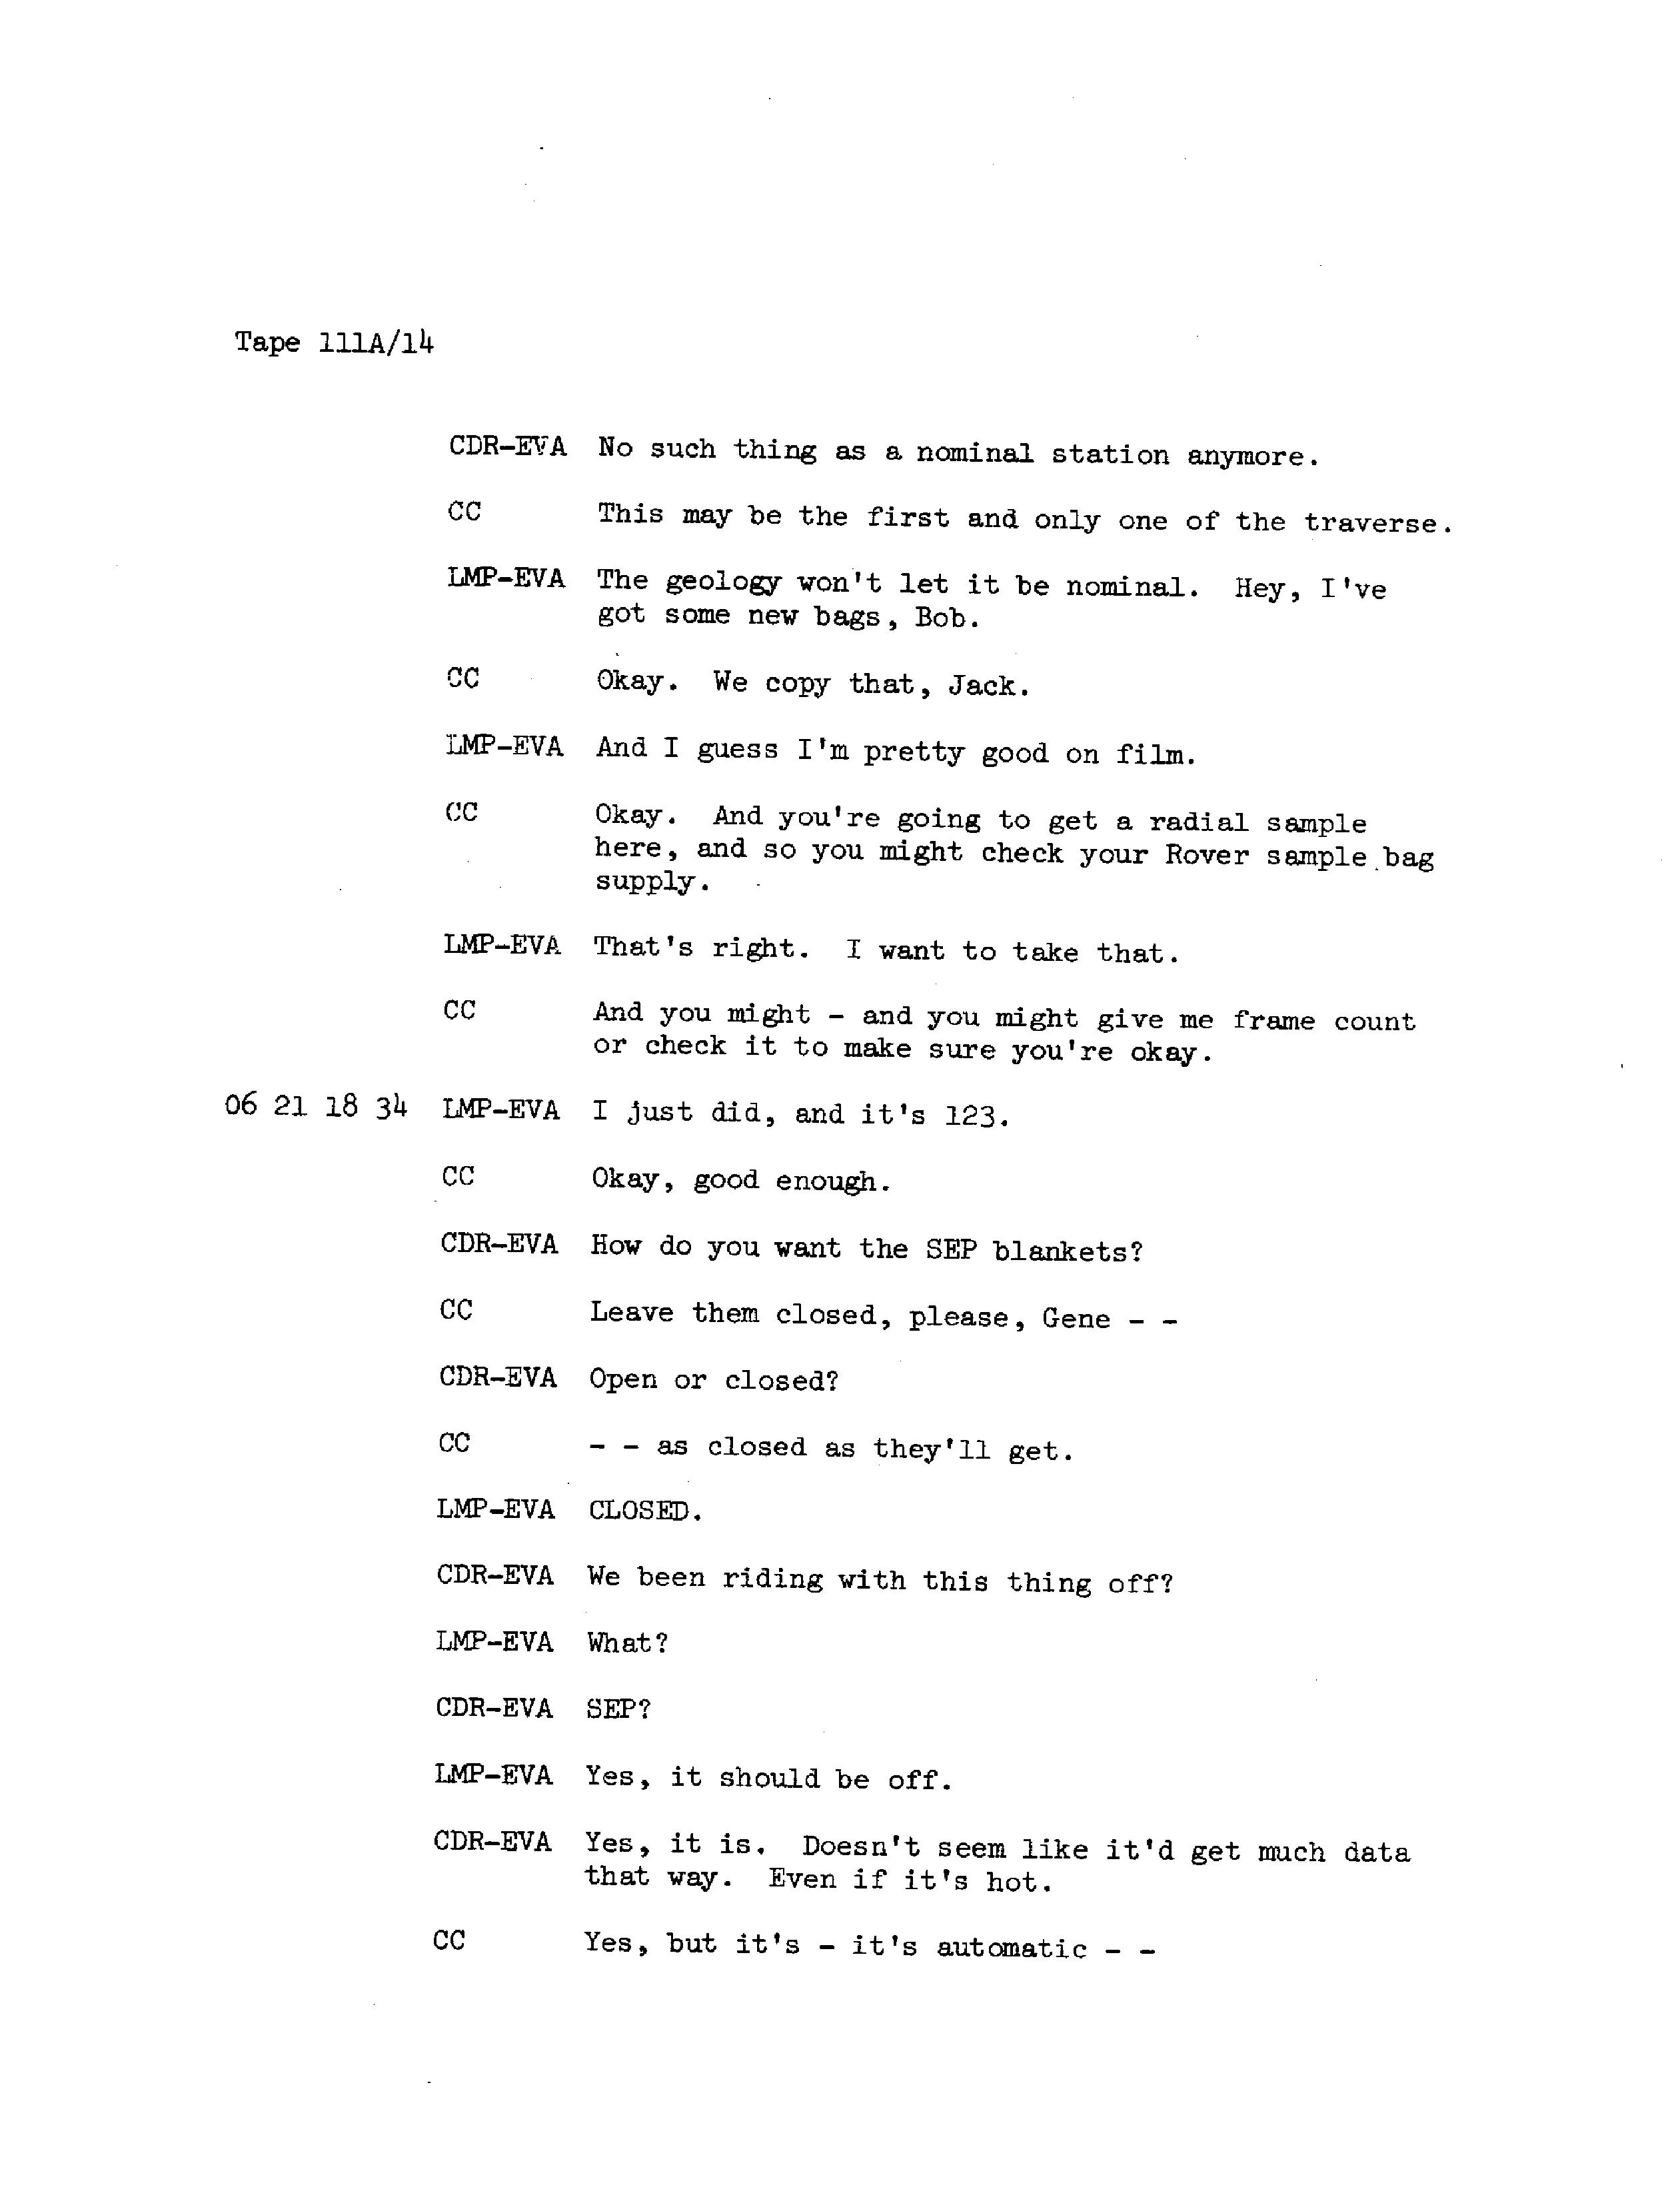 Tape 111A/14
CDR-EVA No such thing as a nominal station anymore.
CC This may be the first and only one of the traverse.
LMP-EVA The geology won't let it be nominal. Hey, I've
got some new bags, Bob.
CC Okay. We copy that, Jack.
LMP-EVA And I guess I'm pretty good on film.
CC Okay. And you're going to get a radial sample
here, and so you might check your Rover sample bag
supply.
LMP-EVA That's right. I want to take that.
CC And you might - and you might give me frame count
or check it to make sure you're okay.
06 21 18 34 LMP-EVA I just did, and it's 123.
CC Okay, good enough.
CDR-EVA How do you want the SEP blankets?
CC Leave them closed, please, Gene - -
CDR-EVA Open or closed?
CC - - as closed as they'll get.
LMP-EVA CLOSED.
CDR-EVA We been riding with this thing off?
LMP-EVA What?
CDR-EVA SEP?
LMP-EVA Yes, it should be off.
CDR-EVA Yes, it is. Doesn't seem like it'd get much data
that way. Even if it's hot.
CC Yes, but it's - it's automatic - -